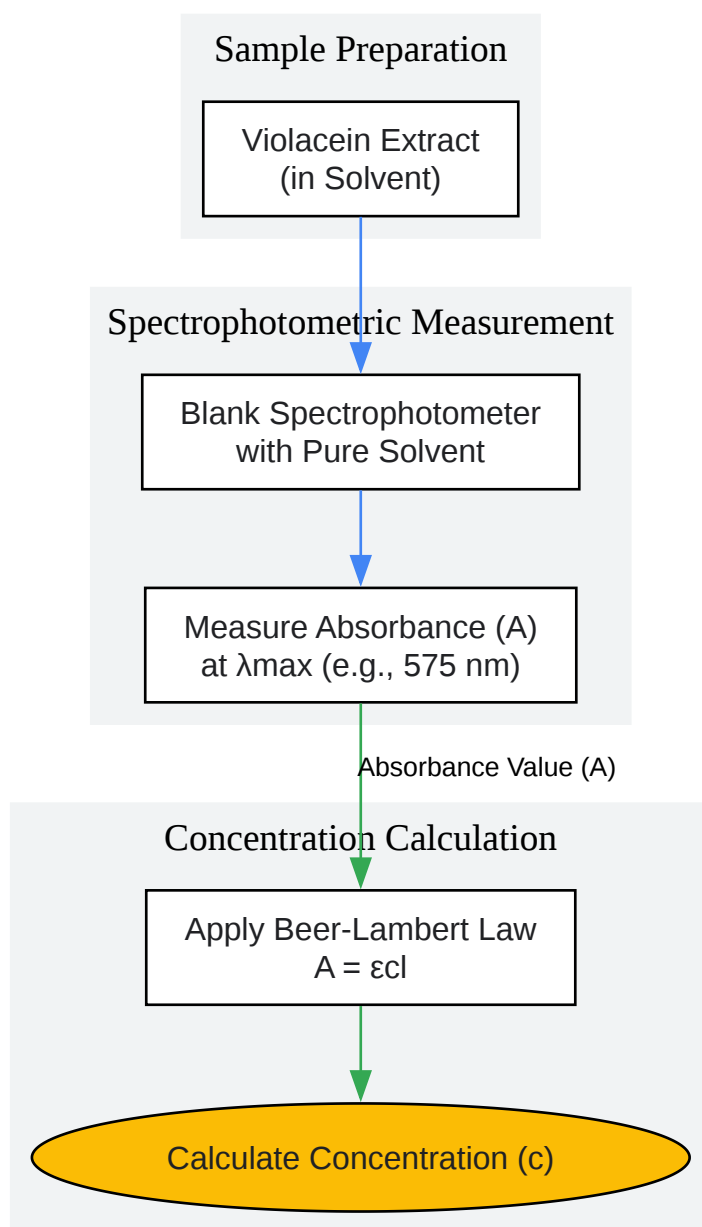 Sample Preparation
Violacein Extract
(in Solvent)
Spectrophotometric Measurement
Blank Spectrophotometer
with Pure Solvent
Measure Absorbance (A)
at λmax (e.g., 575 nm)
Absorbance Value (A)
Concentration Calculation
Apply Beer-Lambert Law
A = εcl
Calculate Concentration (c)